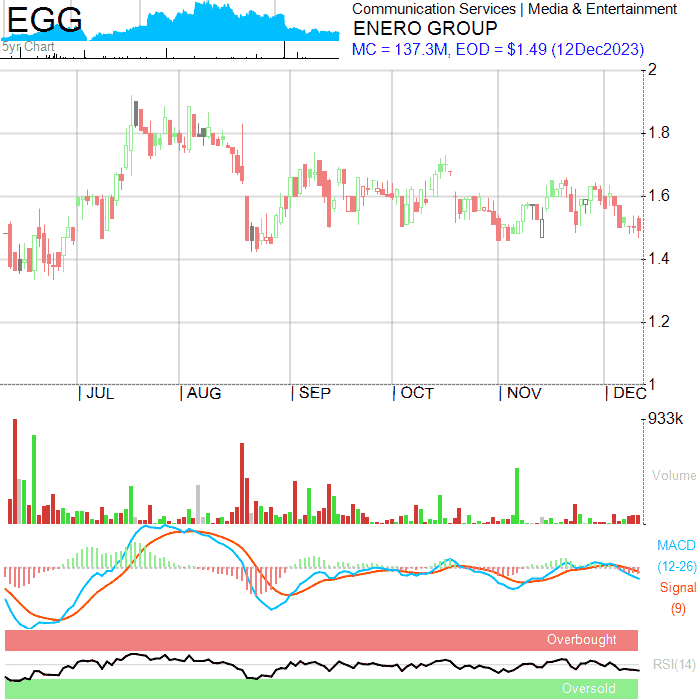 EGG
5yr Chart
Communication Services | Media & Entertainment
ENERO GROUP
MC = 137.3M, EOD = $1.49 (12Dec2023)
2
1.8
1.6
1.4
1.2
1
| JUL | AUG | SEP | OCT | NOV | DEC
933k
Volume
MACD
(12-26)
Signal
(9)
Overbought
RSI(14)
Oversold